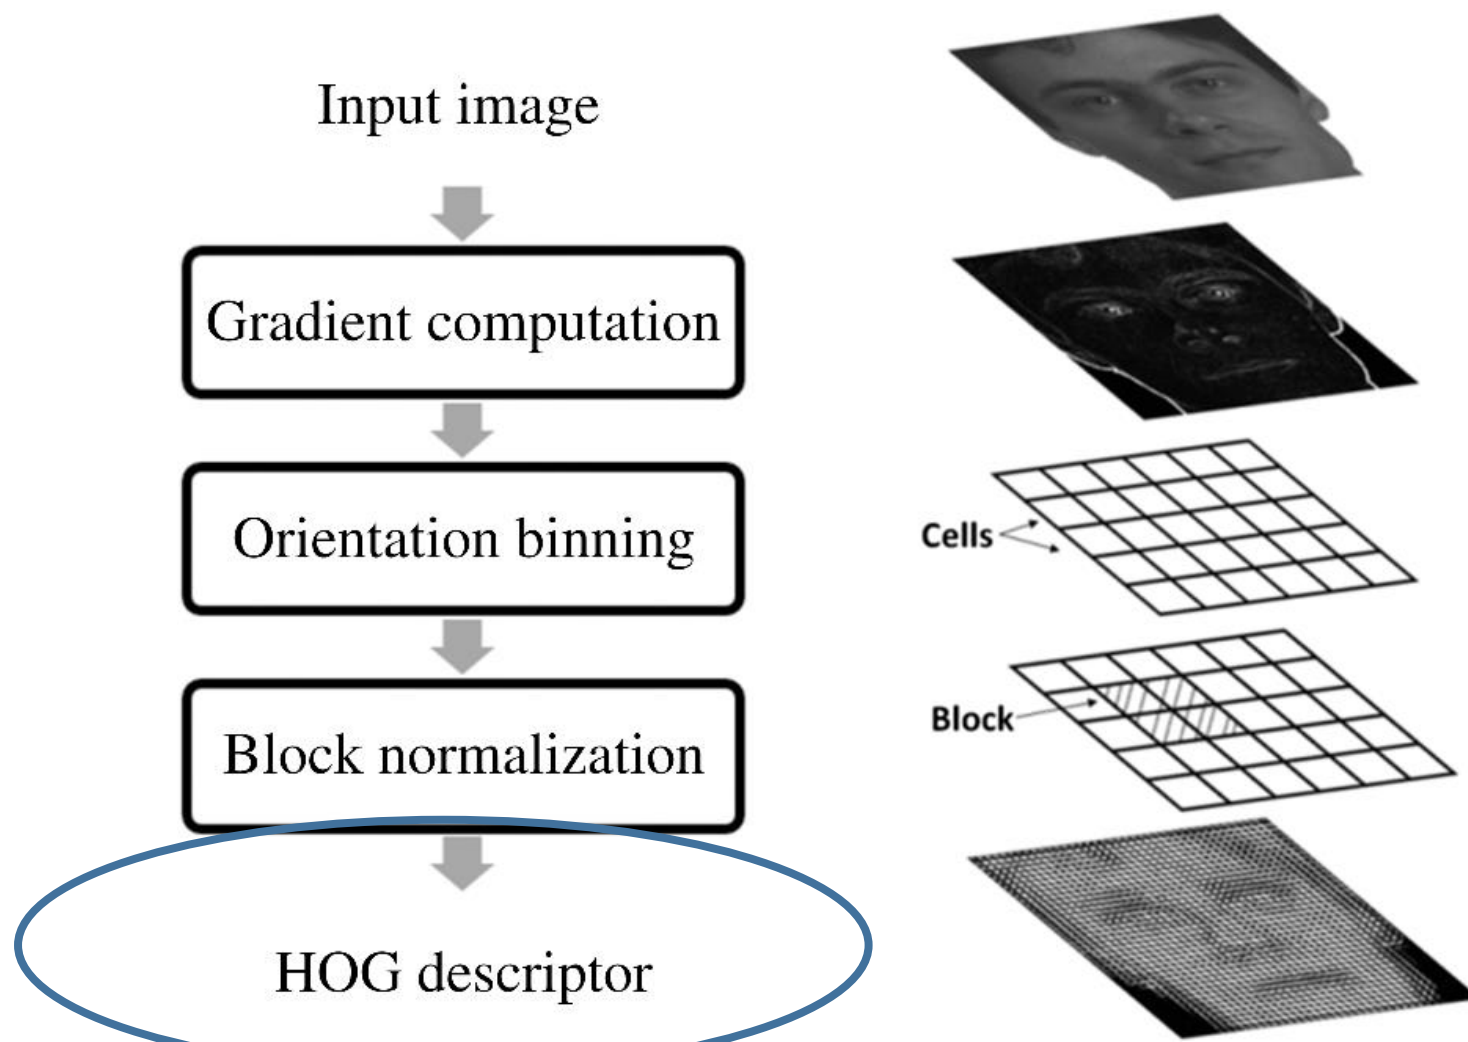 Input image
Gradient computation
Orientation binning
Cells
Block normalization
Block
HOG descriptor